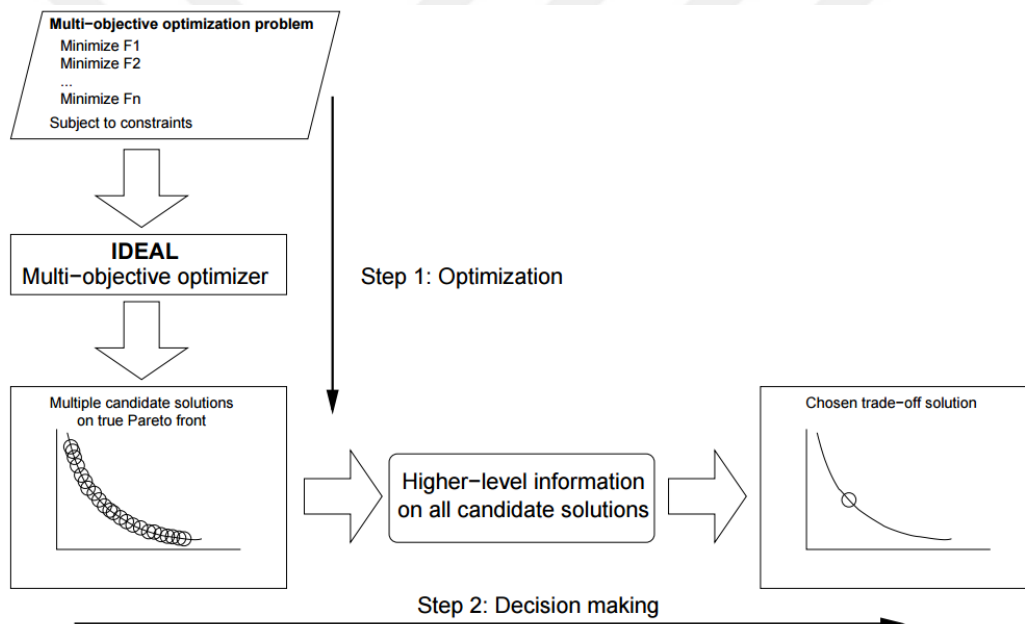 Multi−objective optimization problem
Minimize F1
Minimize F2
...
Minimize Fn
Subject to constraints
IDEAL
Multi−objective optimizer
Step 1: Optimization
Multiple candidate solutions
on true Pareto front
Higher−level information
on all candidate solutions
Chosen trade−off solution
Step 2: Decision making